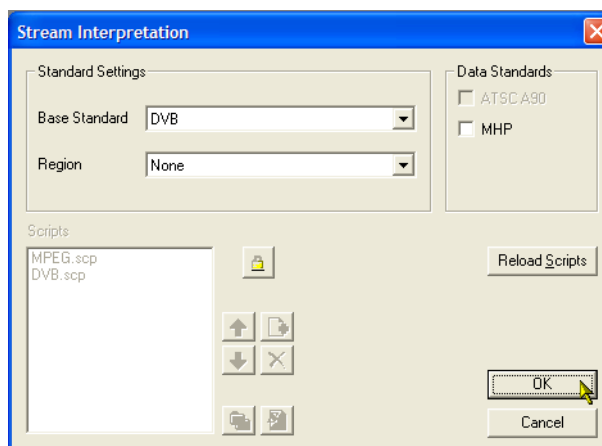 Stream Interpretation
Standard Settings
Base Standard DVB
Region None
Data Standards
ATSC A90
MHP
Scripts
MPEG.scp
DVB.scp
Reload Scripts
OK
Cancel